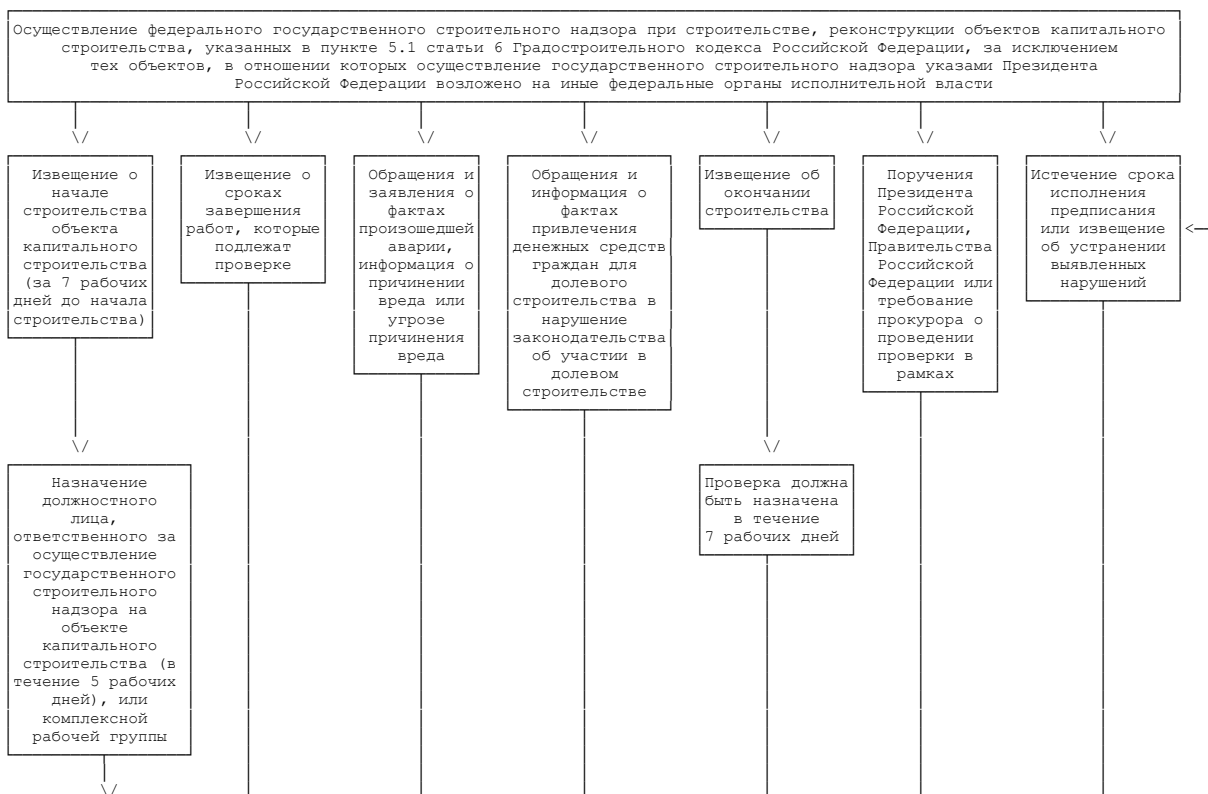 Осуществление федерального государственного строительного надзора при строительстве, реконструкции объектов капитального
строительства, указанных в пункте 5.1 статьи 6 Градостроительного кодекса Российской Федерации, за исключением
тех объектов, в отношении которых осуществление государственного строительного надзора указами Президента
Российской Федерации возложено на иные федеральные органы исполнительной власти
Извещение о
начале
строительства
объекта
капитального
строительства
(за 7 рабочих
дней до начала
строительства)
Извещение о
сроках
завершения
работ, которые
подлежат
проверке
Обращения и
заявления о
фактах
произошедшей
аварии,
информация о
причинении
вреда или
угрозе
причинения
вреда
Обращения и
информация о
фактах
привлечения
денежных средств
граждан для
долевого
строительства в
нарушение
законодательства
об участии в
долевом
строительстве
Извещение об
окончании
строительства
Поручения
Президента
Российской
Федерации,
Правительства
Российской
Федерации или
требование
прокурора о
проведении
проверки в
рамках
Истечение срока
исполнения
предписания
или извещение
об устранении
выявленных
нарушений
Назначение
должностного
лица,
ответственного за
осуществление
государственного
строительного
надзора на
объекте
капитального
строительства (в
течение 5 рабочих
дней), или
комплексной
рабочей группы
Проверка должна
быть назначена
в течение
7 рабочих дней